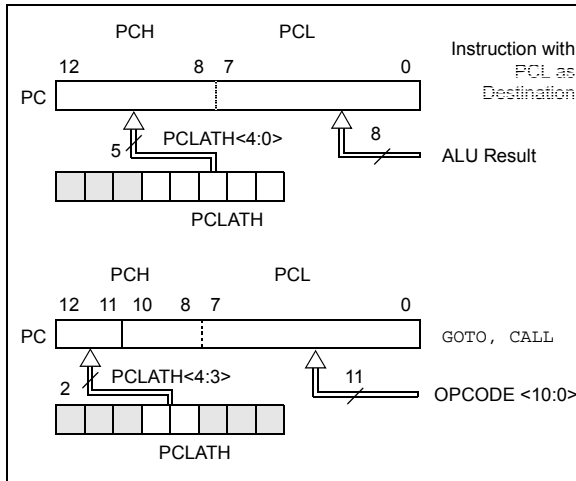 PCH PCL
12 8 7 0
Instruction with
PCL as
Destination
PC
5 PCLATH<4:0>
8
ALU Result
PCLATH
PCH PCL
12 11 10 8 7 0
PC
GOTO, CALL
2 PCLATH<4:3>
11
OPCODE <10:0>
PCLATH